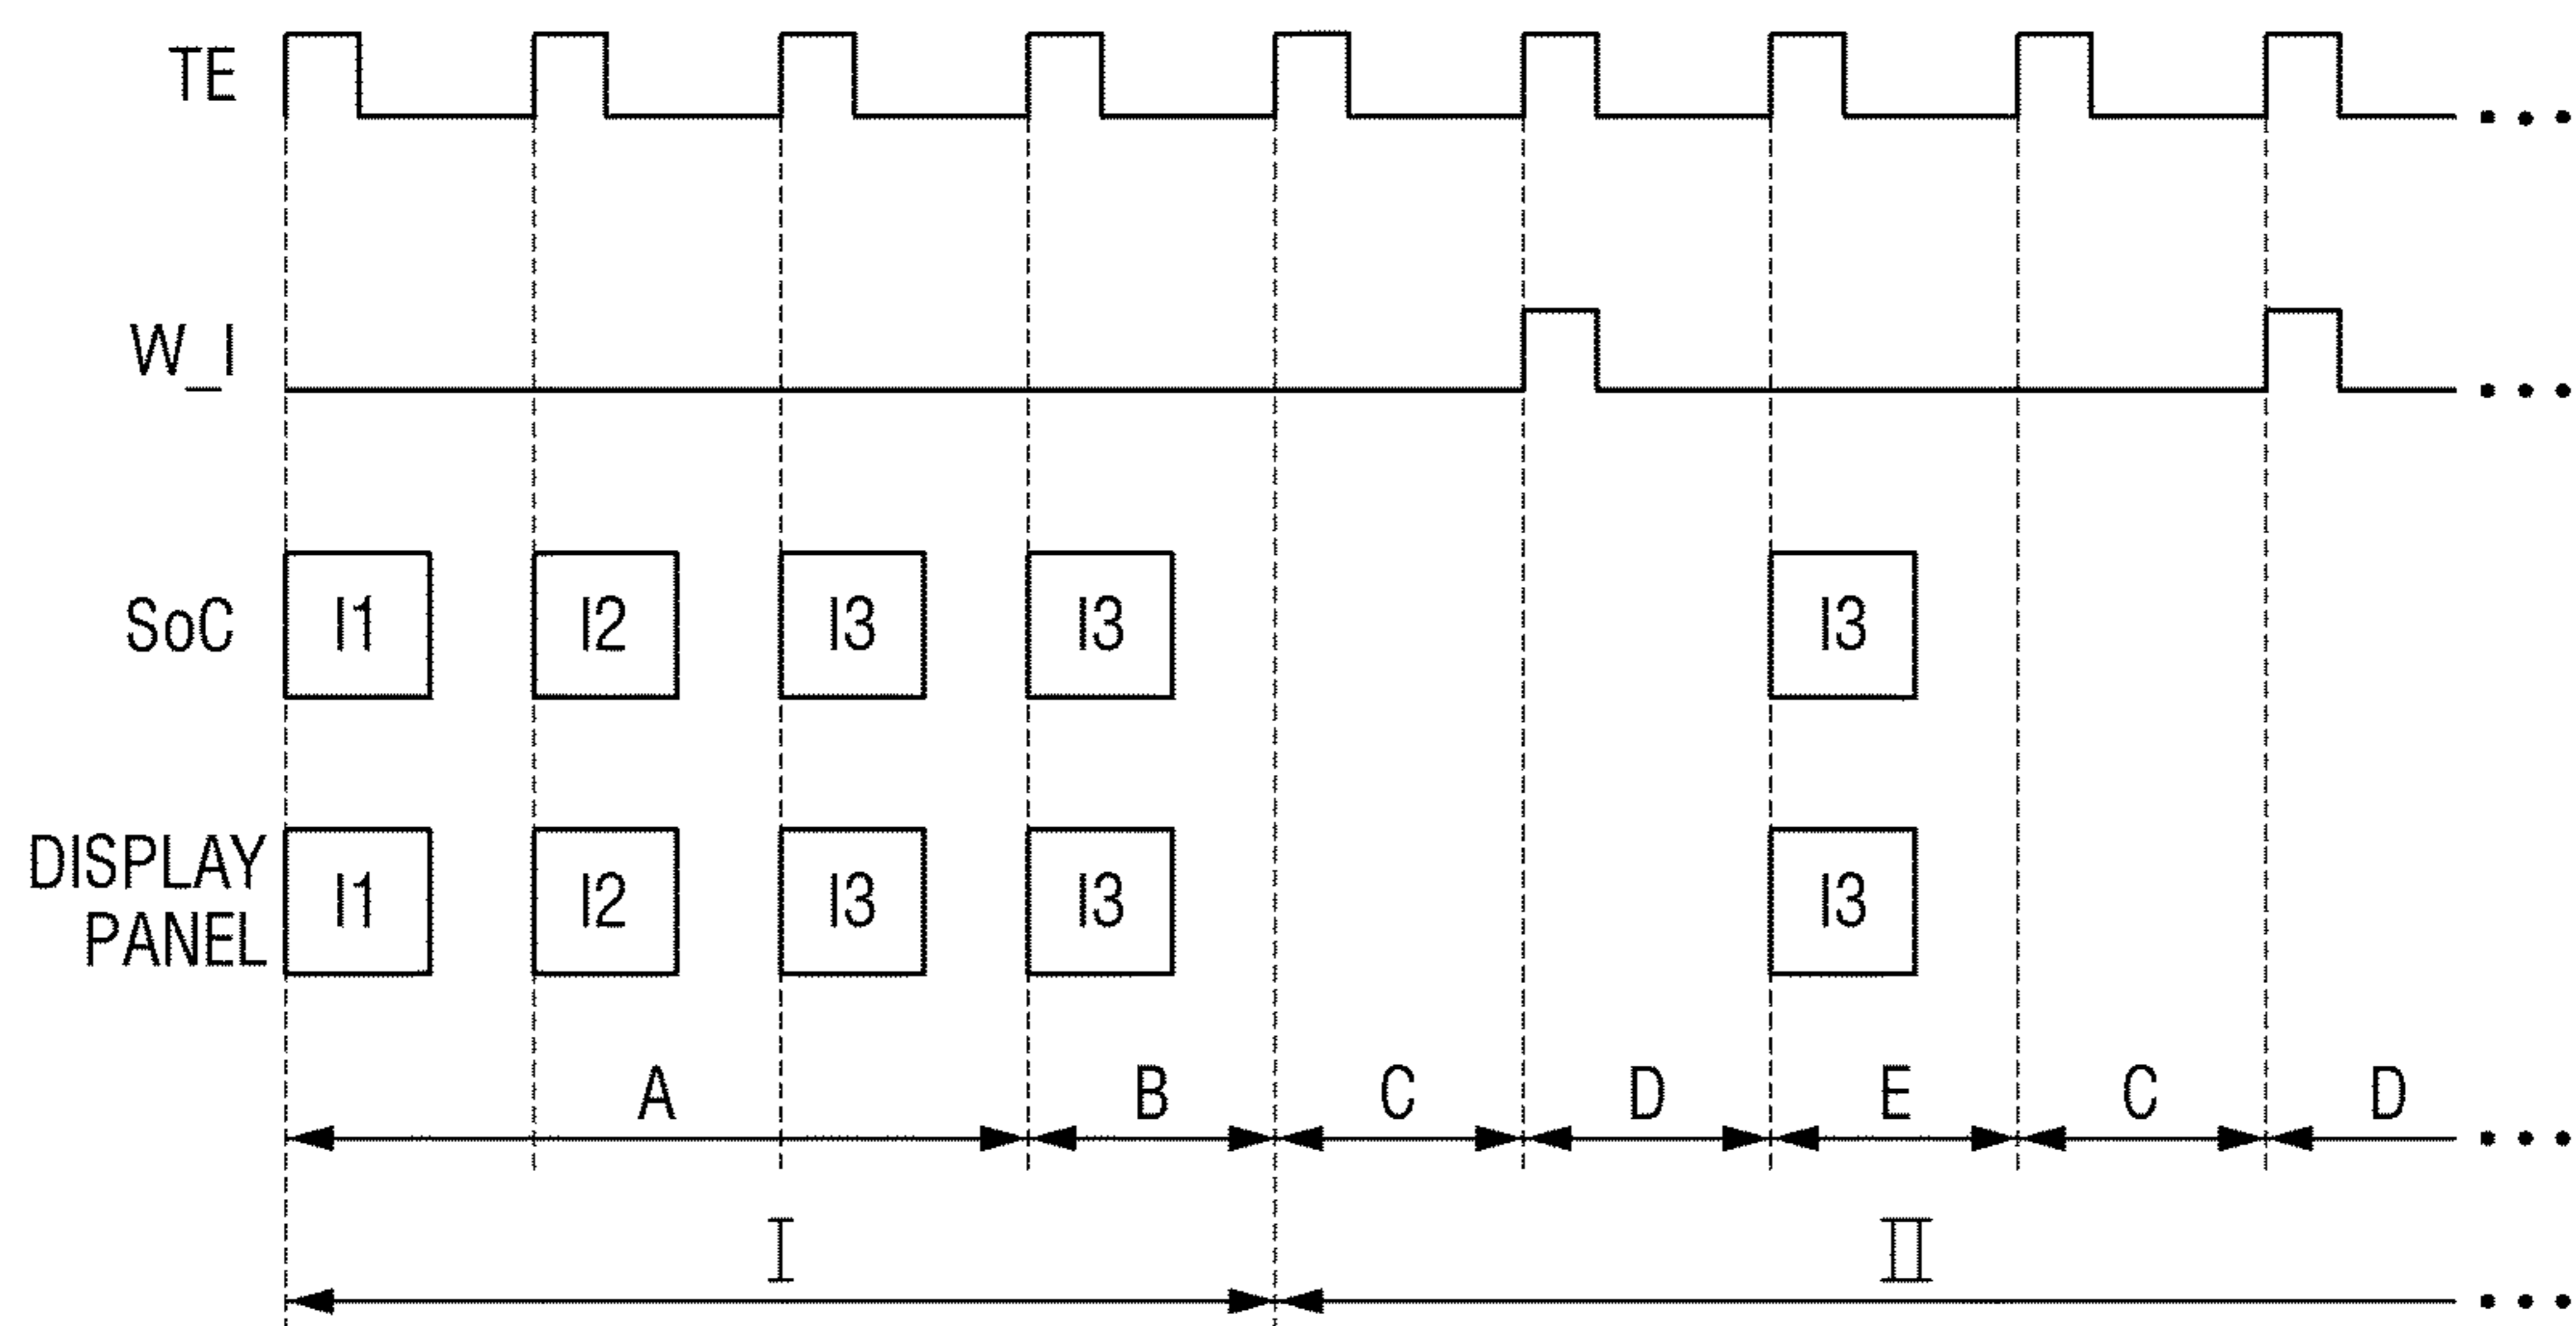 TE
W_I
SoC I1 I2 I3 I3 I3
DISPLAY
PANEL
I1 I2 I3 I3 I3
A B C D E C D
I II